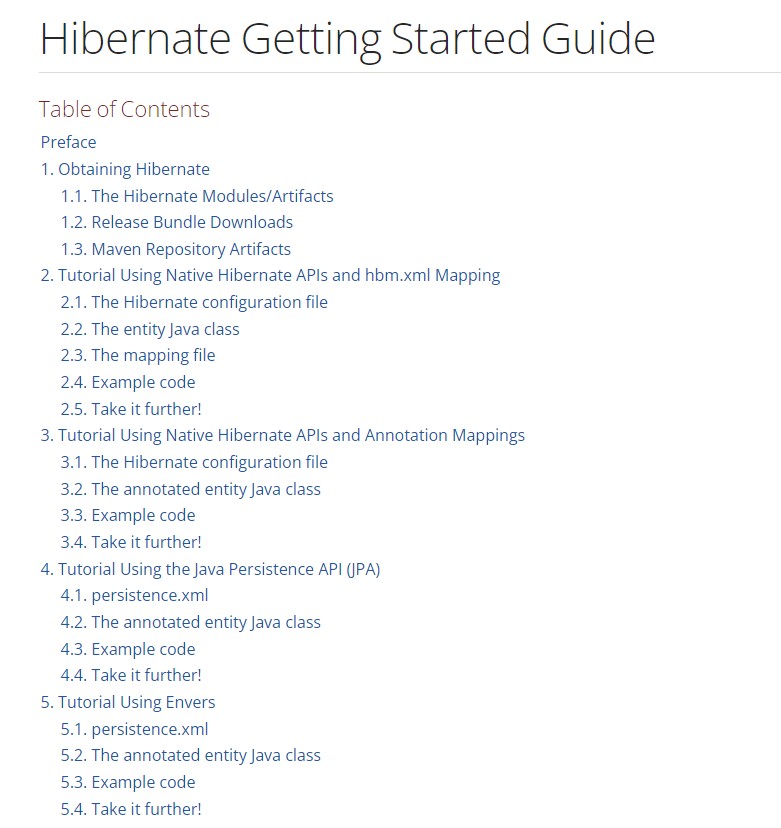 Hibernate Getting Started Guide
Table of Contents
Preface
1. Obtaining Hibernate
1.1. The Hibernate Modules/Artifacts
1.2. Release Bundle Downloads
1.3. Maven Repository Artifacts
2. Tutorial Using Native Hibernate APIs and hbm.xml Mapping
2.1. The Hibernate configuration file
2.2. The entity Java class
2.3. The mapping file
2.4. Example code
2.5. Take it further!
3. Tutorial Using Native Hibernate APIs and Annotation Mappings
3.1. The Hibernate configuration file
3.2. The annotated entity Java class
3.3. Example code
3.4. Take it further!
4. Tutorial Using the Java Persistence API (JPA)
4.1. persistence.xml
4.2. The annotated entity Java class
4.3. Example code
4.4. Take it further!
5. Tutorial Using Envers
5.1. persistence.xml
5.2. The annotated entity Java class
5.3. Example code
5.4. Take it further!